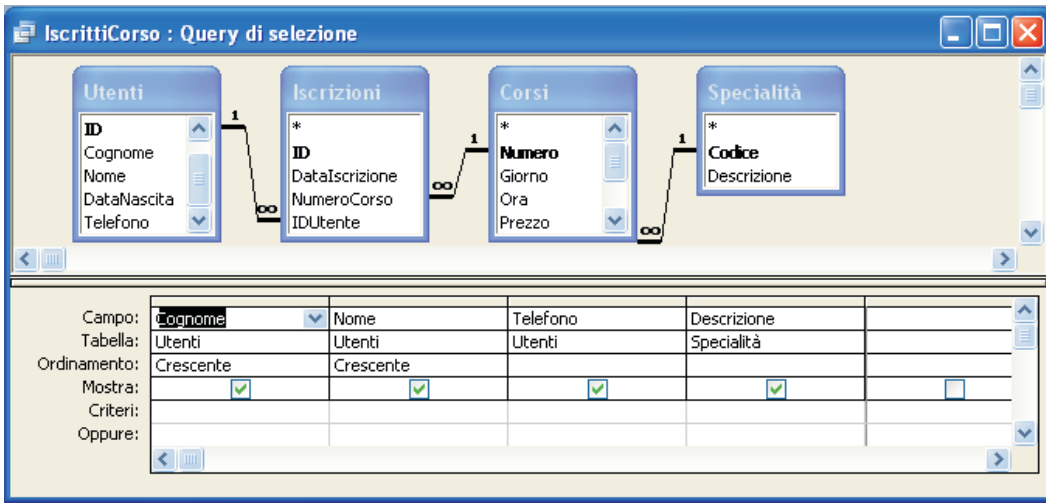 IscrittiCorso : Query di selezione
Utenti
ID
Cognome
Nome
DataNascita
Telefono
Iscrizioni
*
ID
DataIscrizione
NumeroCorso
IDUtente
Corsi
*
Numero
Giorno
Ora
Prezzo
Specialità
*
Codice
Descrizione
1 ∞
1 ∞
1 ∞
Campo: Cognome Nome Telefono Descrizione
Tabella: Utenti Utenti Utenti Specialità
Ordinamento: Crescente Crescente
Mostra:
Criteri:
Oppure: